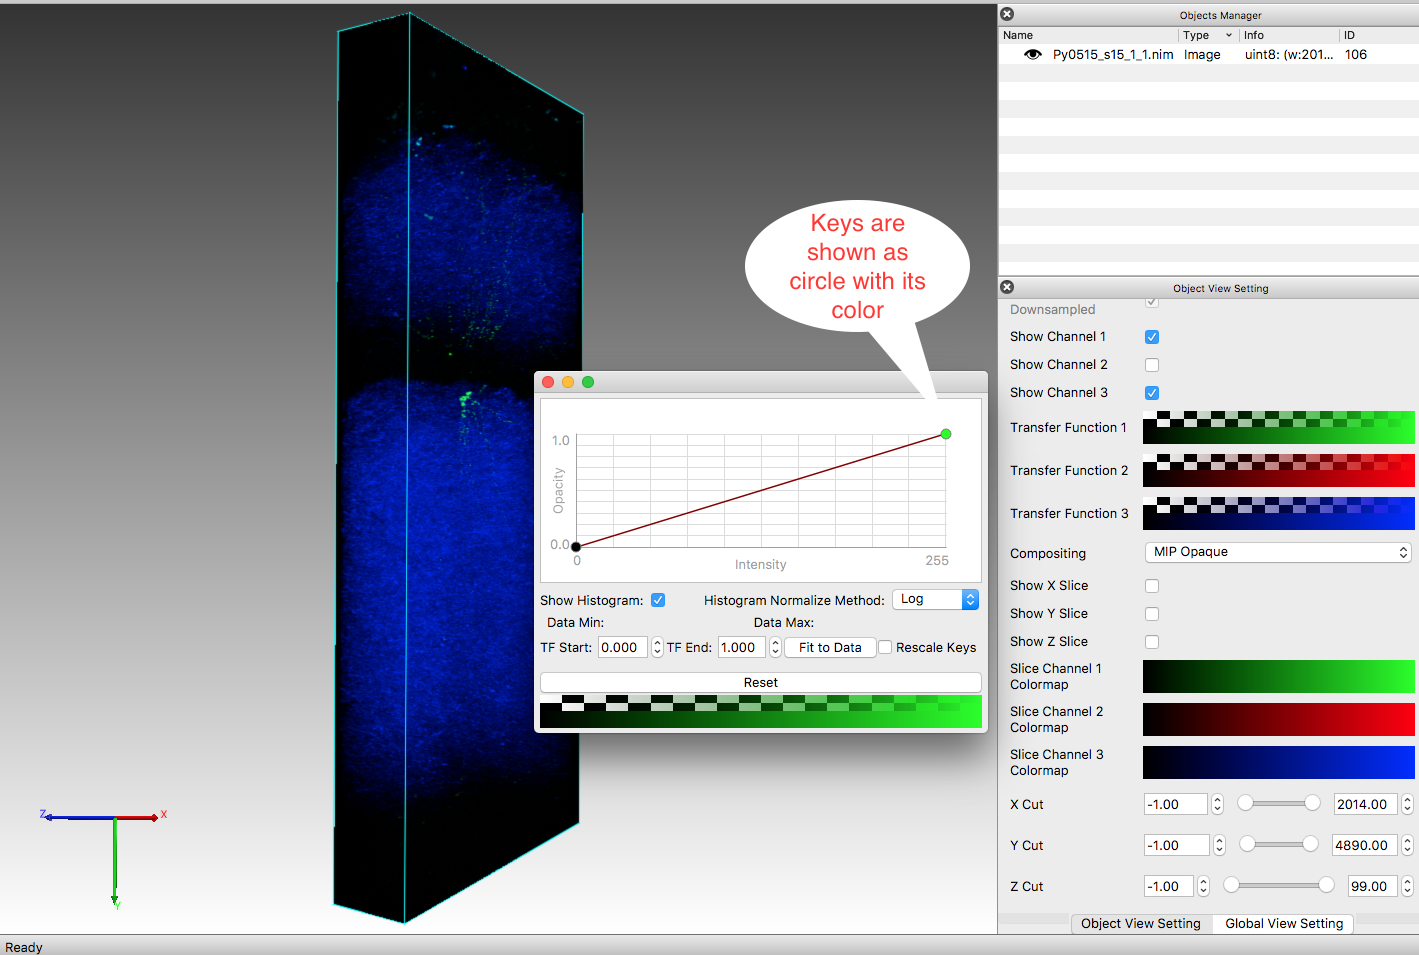 Objects Manager
Name Type Info ID
Py0515_s15_1_1.nim Image uint8: (w:201... 106
Keys are
shown as
circle with its
color
Object View Setting
Downsampled
Show Channel 1
Show Channel 2
Show Channel 3
Transfer Function 1
Transfer Function 2
Transfer Function 3
Compositing MIP Opaque
Show X Slice
Show Y Slice
Show Z Slice
Slice Channel 1
Colormap
Slice Channel 2
Colormap
Slice Channel 3
Colormap
X Cut -1.00 2014.00
Y Cut -1.00 4890.00
Z Cut -1.00 99.00
Object View Setting Global View Setting
1.0
Opacity
0.0
0 Intensity 255
Show Histogram: Histogram Normalize Method: Log
Data Min: Data Max:
TF Start: 0.000 TF End: 1.000 Fit to Data Rescale Keys
Reset
Z X
Y
Ready